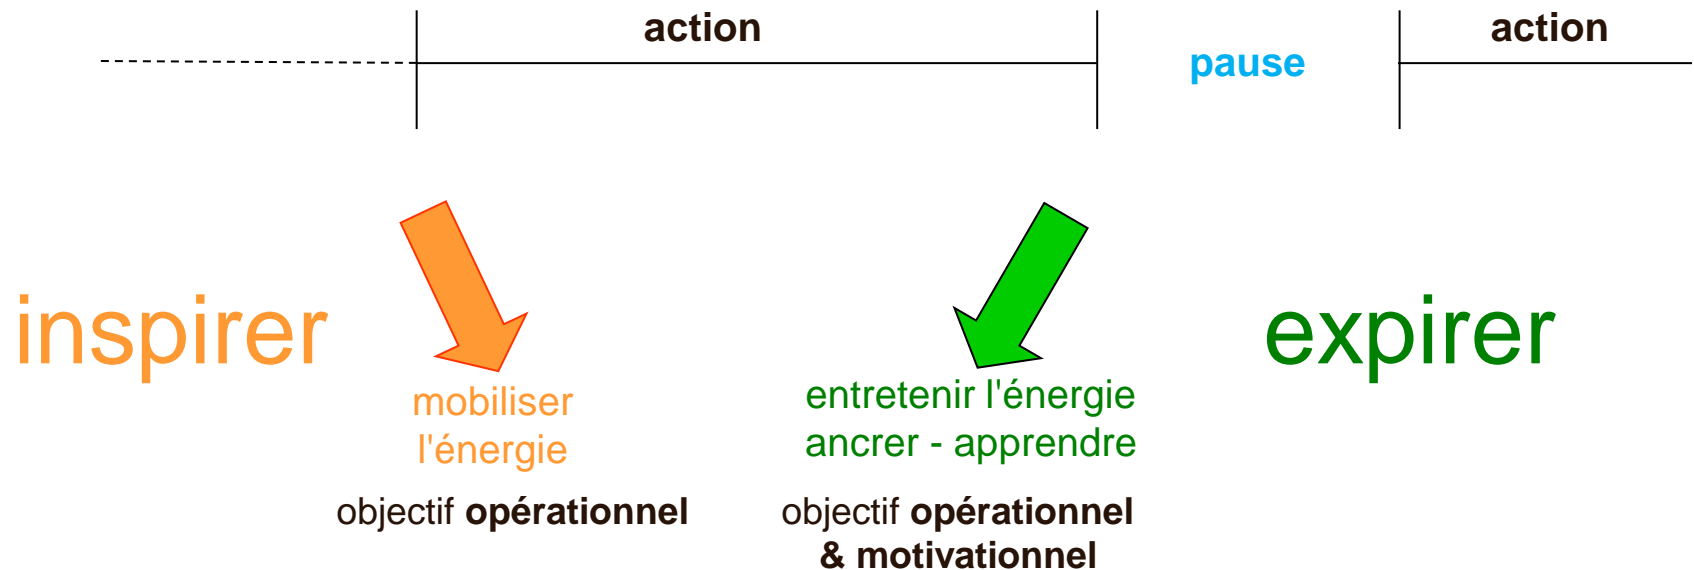 action
pause
action
inspirer
expirer
mobiliser
l'énergie
objectif opérationnel
entretenir l'énergie
ancrer - apprendre
objectif opérationnel
& motivationnel